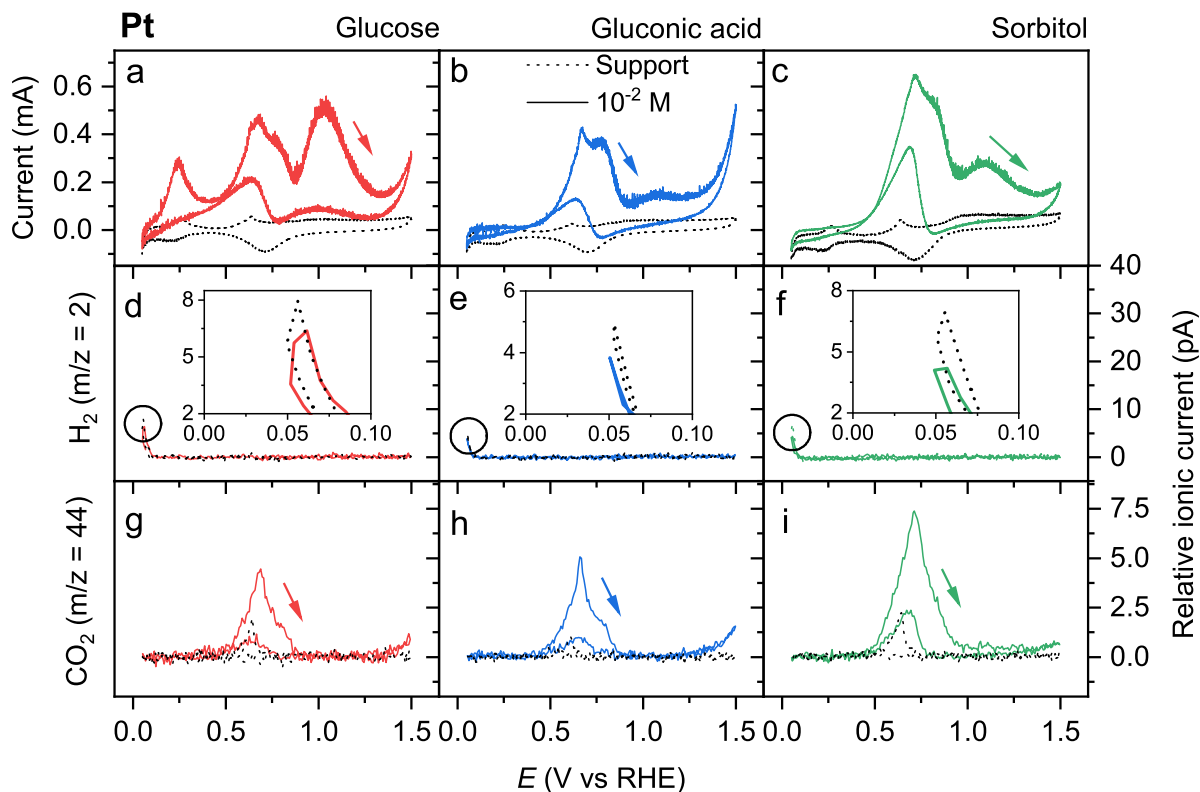 Pt Glucose Gluconic acid Sorbitol
a b c
Support
10⁻² M
Current (mA)
0.6
0.4
0.2
0.0
d e f
H₂ (m/z = 2)
8
5
2
0.00 0.05 0.10
6
4
2
0.00 0.05 0.10
8
6
4
2
0.00 0.05 0.10
40
30
20
10
0
g h i
CO₂ (m/z = 44)
7.5
5.0
2.5
0.0
Relative ionic current (pA)
0.0 0.5 1.0 1.5 0.0 0.5 1.0 1.5 0.0 0.5 1.0 1.5
E (V vs RHE)